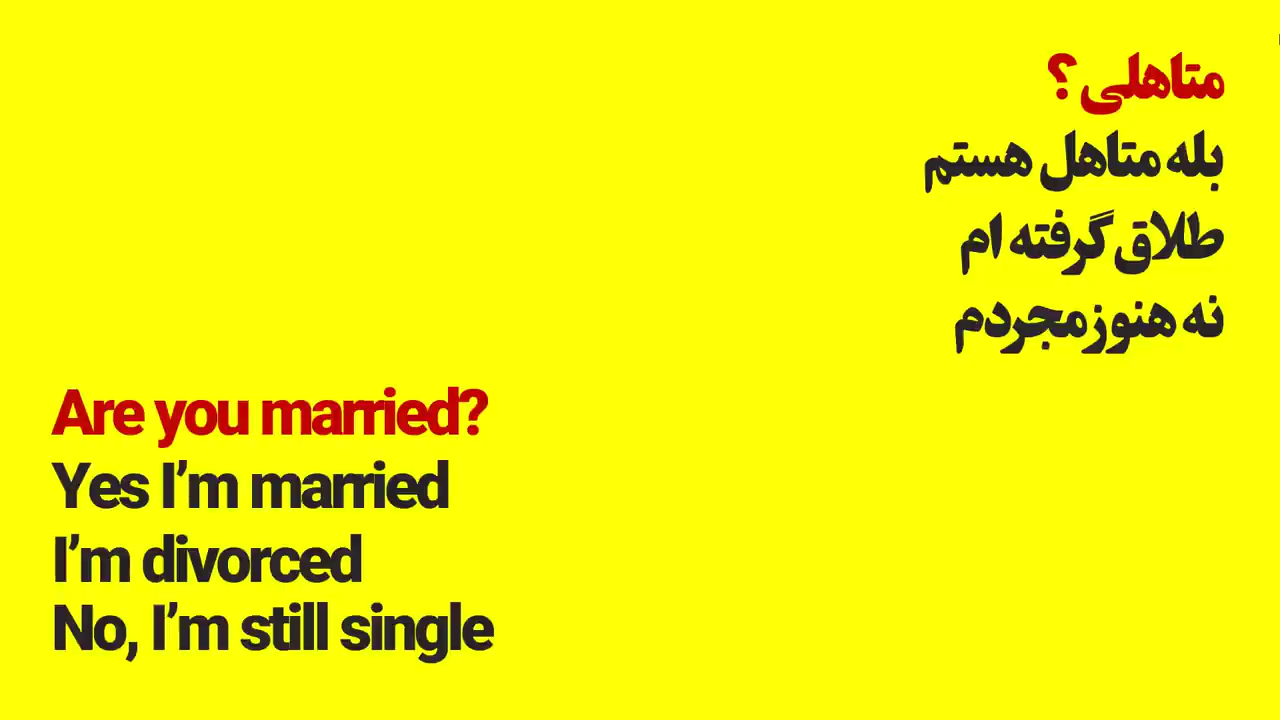 متاهلی ؟
بله متاهل هستم
طلاق گرفته ام
نه هنوز مجردم
Are you married?
Yes I’m married
I’m divorced
No, I’m still single